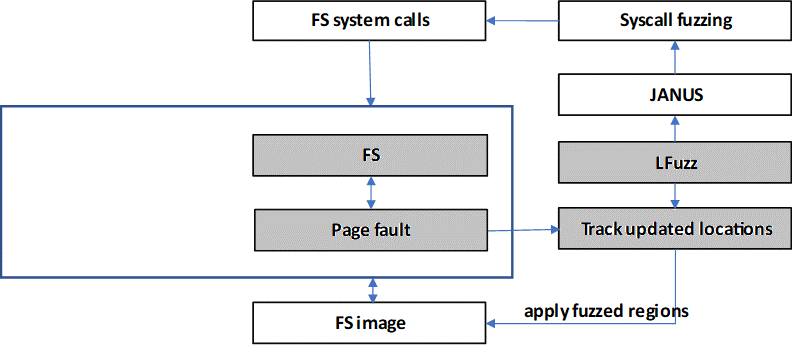 FS system calls
Syscall fuzzing
JANUS
FS
LFuzz
Page fault
Track updated locations
apply fuzzed regions
FS image